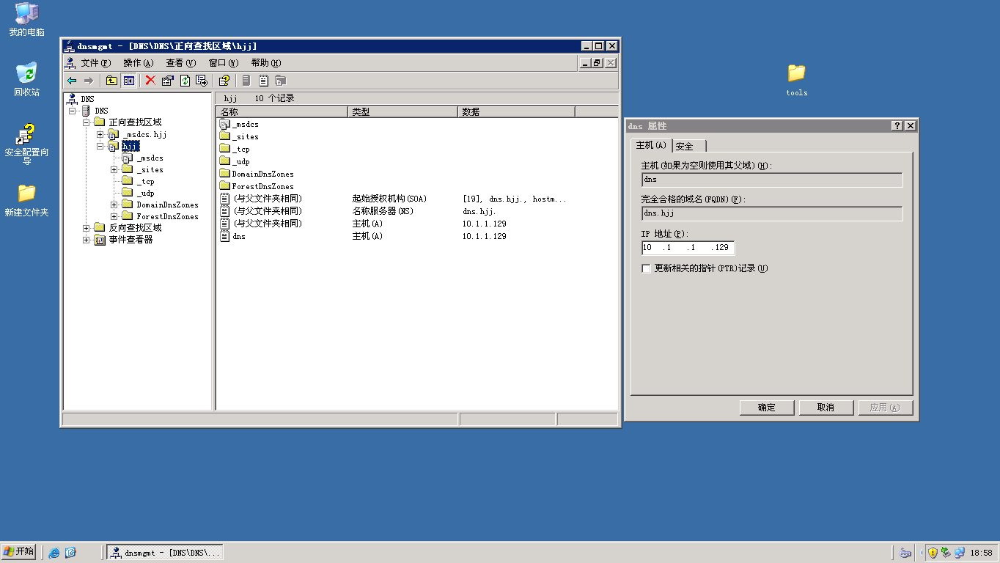 我的电脑
回收站
安全配置向
导
新建文件夹
tools
dnsmgmt - [DNS\DNS\正向查找区域\hjj]
文件(F) 操作(A) 查看(V) 窗口(W) 帮助(H)
DNS
DNS
正向查找区域
_msdcs.hjj
hjj
_msdcs
_sites
_tcp
_udp
DomainDnsZones
ForestDnsZones
反向查找区域
事件查看器
hjj 10 个记录
名称 类型 数据
_msdcs
_sites
_tcp
_udp
DomainDnsZones
ForestDnsZones
(与父文件夹相同) 起始授权机构(SOA) [19], dns.hjj., hostm...
(与父文件夹相同) 名称服务器(NS) dns.hjj.
(与父文件夹相同) 主机(A) 10.1.1.129
dns 主机(A) 10.1.1.129
dns 属性
主机(A) 安全
主机(如果为空则使用其父域)(H):
dns
完全合格的域名(FQDN)(F):
dns.hjj
IP 地址(P):
10 .1 .1 .129
更新相关的指针(PTR)记录(U)
确定 取消 应用(A)
开始 dnsmgmt - [DNS\DNS\... 18:58